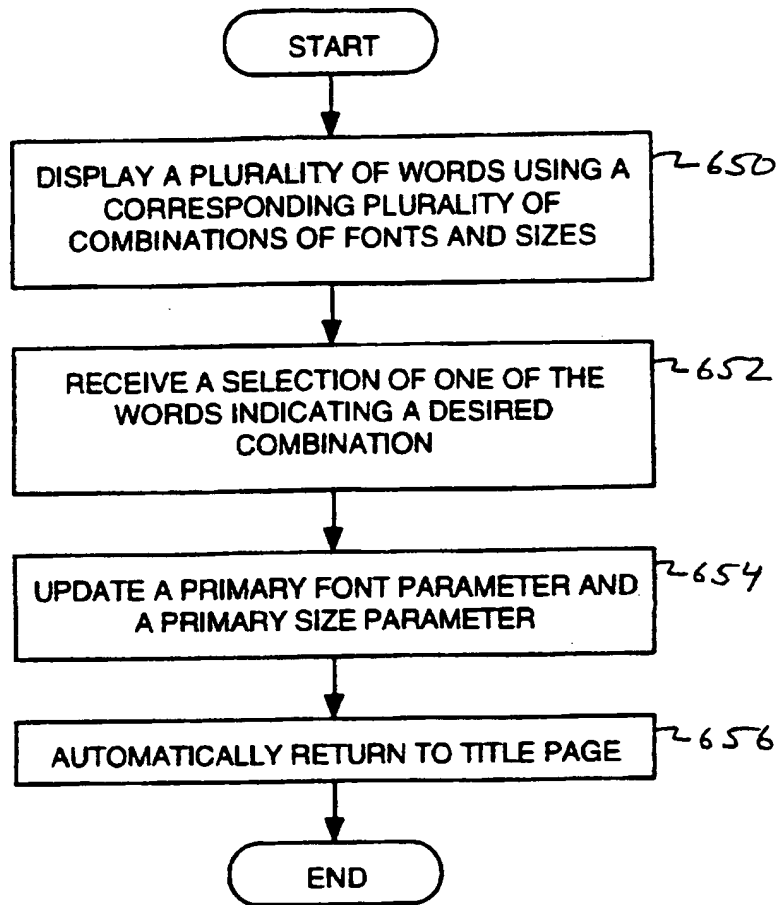 START
DISPLAY A PLURALITY OF WORDS USING A
650
CORRESPONDING PLURALITY OF
COMBINATIONS OF FONTS AND SIZES
RECEIVE A SELECTION OF ONE OF THE
652
WORDS INDICATING A DESIRED
COMBINATION
UPDATE A PRIMARY FONT PARAMETER AND
654
A PRIMARY SIZE PARAMETER
AUTOMATICALLY RETURN TO TITLE PAGE
656
END